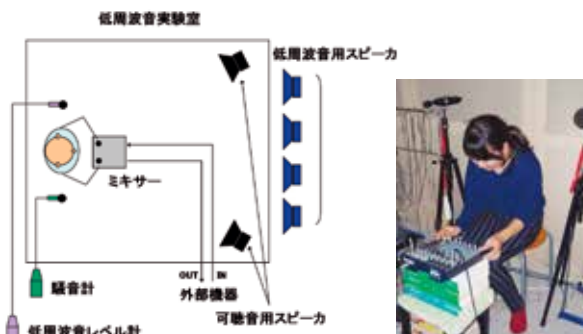 低周波音実験室
低周波音用スピーカ
ミキサー
OUT
IN
騒音計
外部機器
可聴音用スピーカ
低周波音レベル計